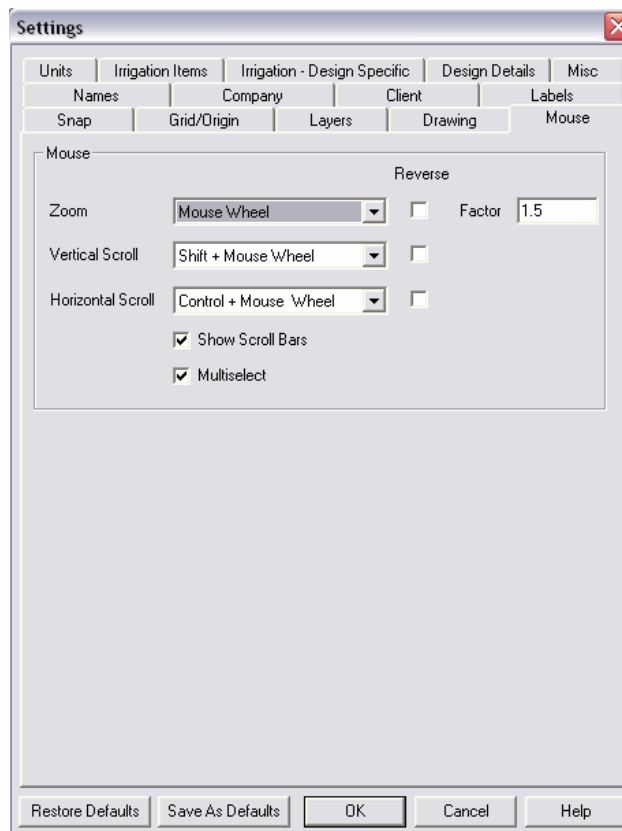 Settings
Units Irrigation Items Irrigation - Design Specific Design Details Misc
Names Company Client Labels
Snap Grid/Origin Layers Drawing Mouse
Mouse
Reverse
Zoom Mouse Wheel Factor 1.5
Vertical Scroll Shift + Mouse Wheel
Horizontal Scroll Control + Mouse Wheel
Show Scroll Bars
Multiselect
Restore Defaults Save As Defaults OK Cancel Help